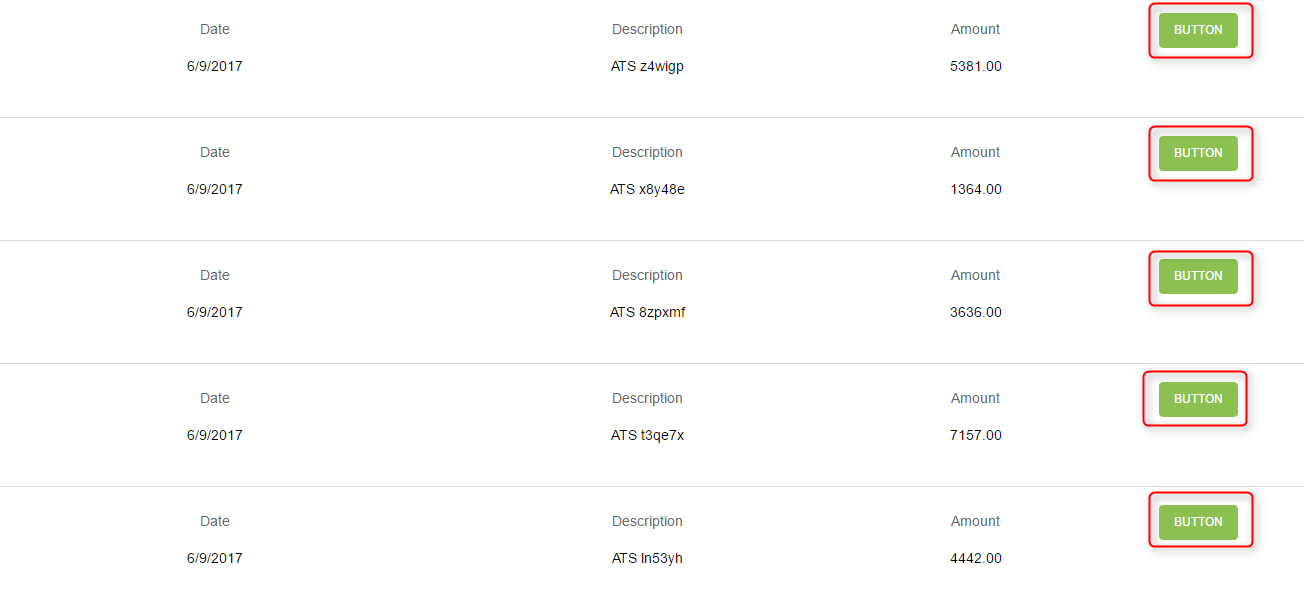 Date Description Amount BUTTON
6/9/2017 ATS z4wigp 5381.00
Date Description Amount BUTTON
6/9/2017 ATS x8y48e 1364.00
Date Description Amount BUTTON
6/9/2017 ATS 8zpxmf 3636.00
Date Description Amount BUTTON
6/9/2017 ATS t3qe7x 7157.00
Date Description Amount BUTTON
6/9/2017 ATS ln53yh 4442.00